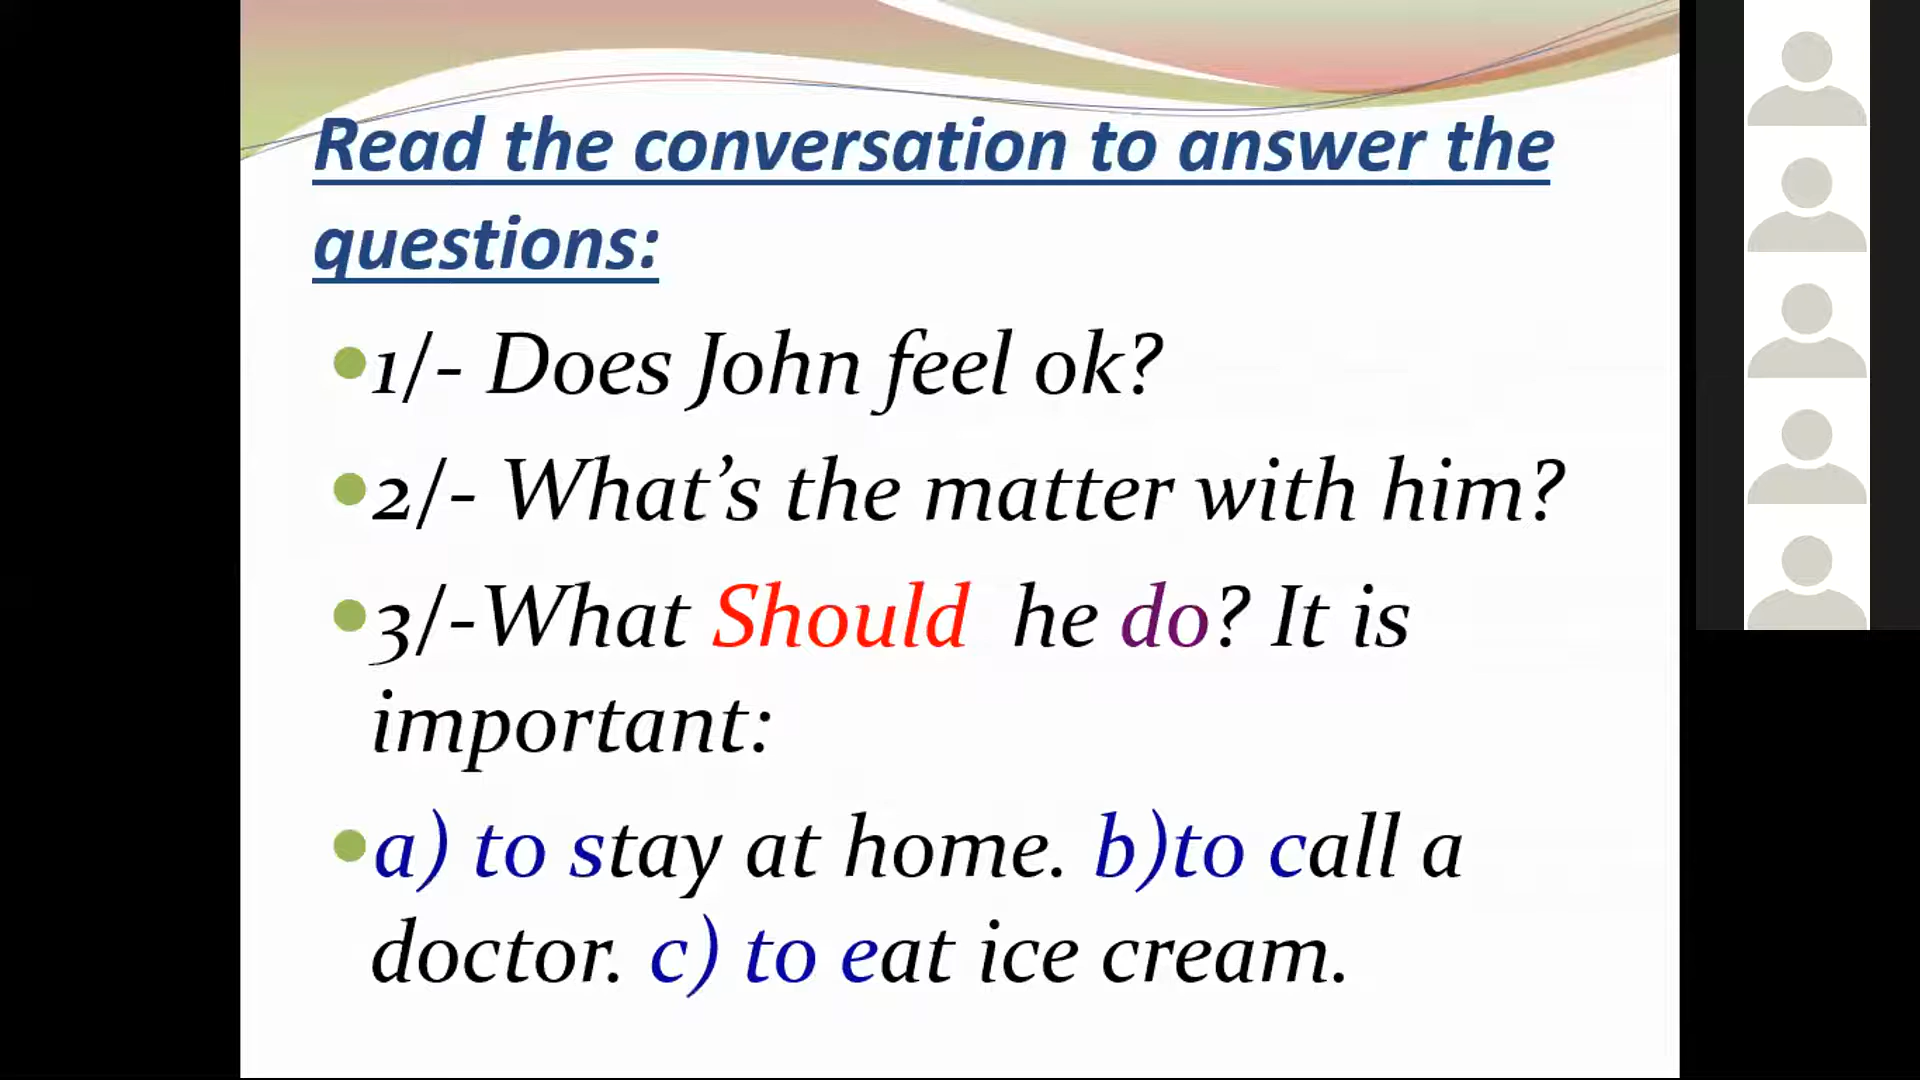 Read the conversation to answer the
questions:
1/- Does John feel ok?
2/- What’s the matter with him?
3/-What Should he do? It is
important:
a) to stay at home. b)to call a
doctor. c) to eat ice cream.